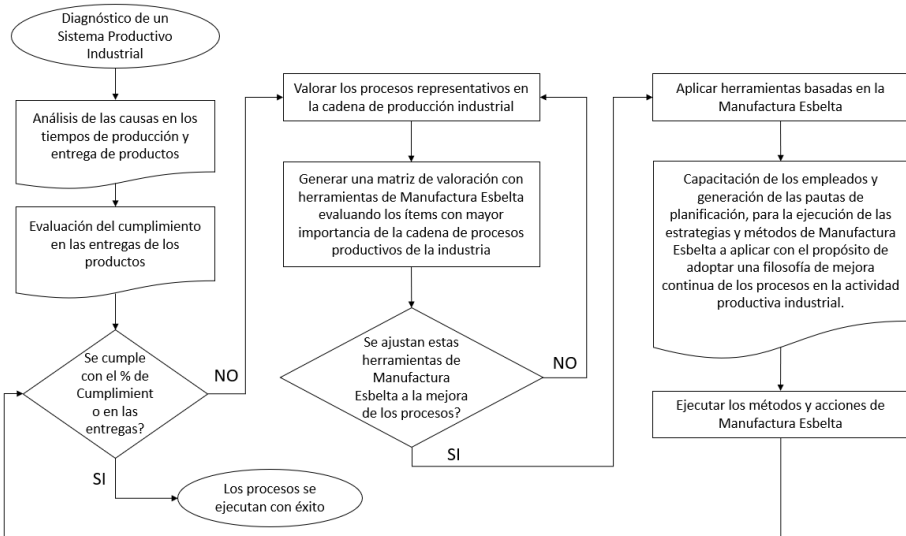 Diagnóstico de un
Sistema Productivo
Industrial
Análisis de las causas en los
tiempos de producción y
entrega de productos
Evaluación del cumplimiento
en las entregas de los
productos
Se cumple
con el % de
Cumplimient
o en las
entregas?
NO
SI
Los procesos se
ejecutan con éxito
Valorar los procesos representativos en
la cadena de producción industrial
Generar una matriz de valoración con
herramientas de Manufactura Esbelta
evaluando los ítems con mayor
importancia de la cadena de procesos
productivos de la industria
Se ajustan estas
herramientas de
Manufactura
Esbelta a la mejora
de los procesos?
NO
SI
Aplicar herramientas basadas en la
Manufactura Esbelta
Capacitación de los empleados y
generación de las pautas de
planificación, para la ejecución de las
estrategias y métodos de Manufactura
Esbelta a aplicar con el propósito de
adoptar una filosofía de mejora
continua de los procesos en la actividad
productiva industrial.
Ejecutar los métodos y acciones de
Manufactura Esbelta